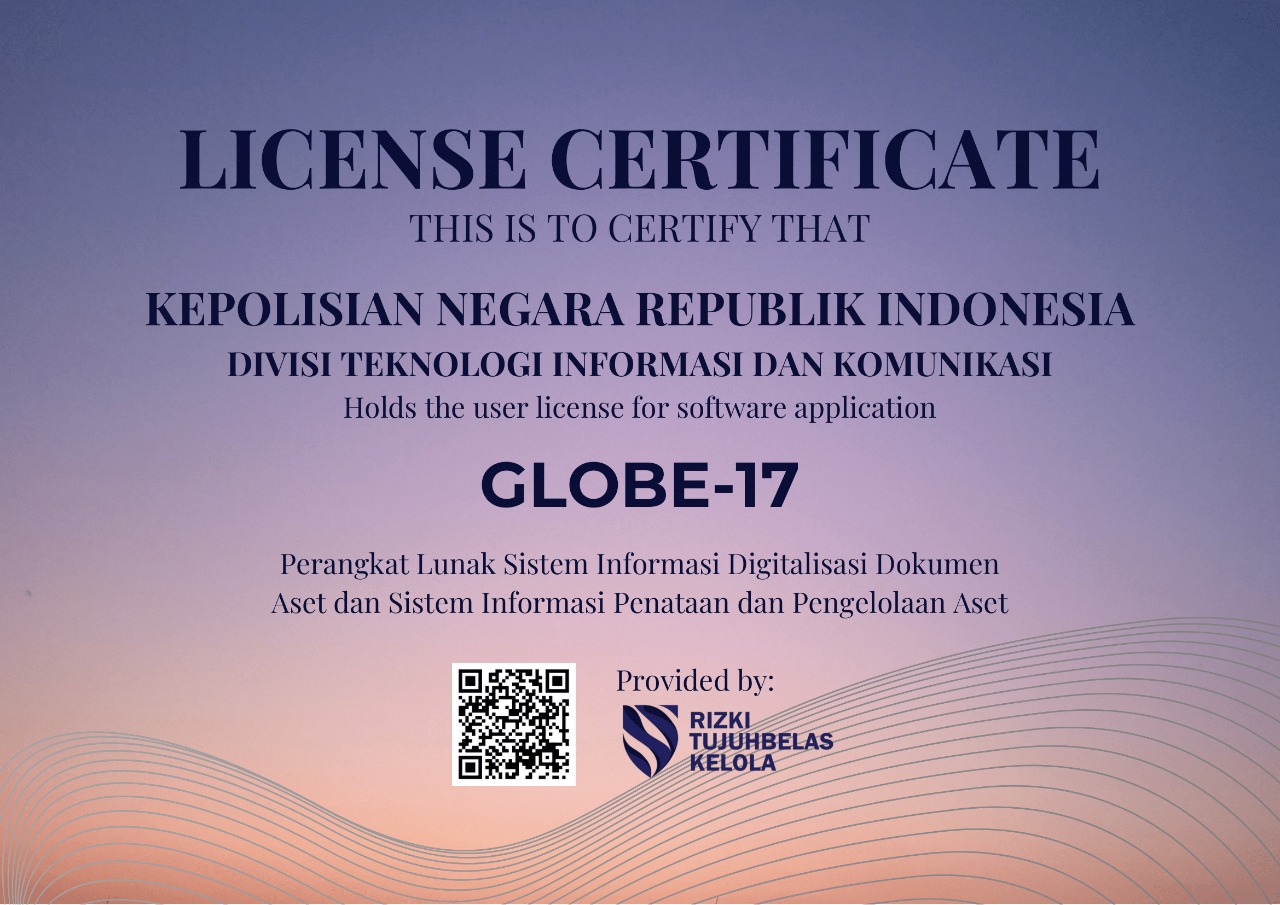 LICENSE CERTIFICATE
THIS IS TO CERTIFY THAT
KEPOLISIAN NEGARA REPUBLIK INDONESIA
DIVISI TEKNOLOGI INFORMASI DAN KOMUNIKASI
Holds the user license for software application
GLOBE-17
Perangkat Lunak Sistem Informasi Digitalisasi Dokumen
Aset dan Sistem Informasi Penataan dan Pengelolaan Aset
Provided by:
RIZKI
TUJUHBELAS
KELOLA